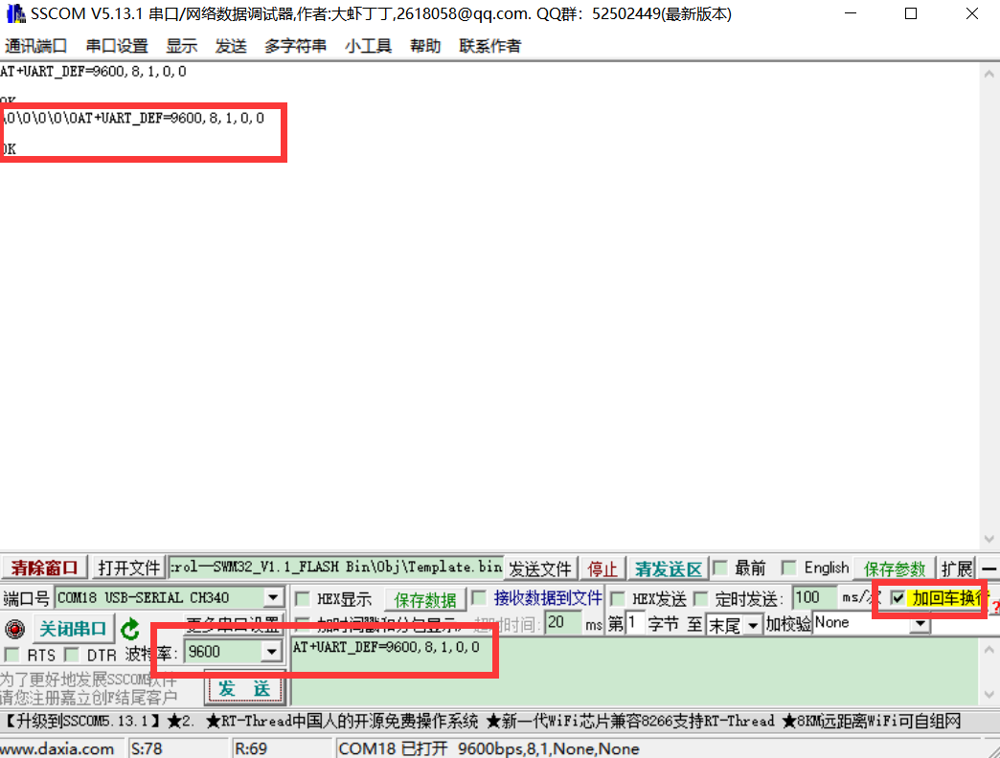 SSCOM V5.13.1 串口/网络数据调试器,作者:大虾丁丁,2618058@qq.com. QQ群：52502449(最新版本)
通讯端口 串口设置 显示 发送 多字符串 小工具 帮助 联系作者
AT+UART_DEF=9600,8,1,0,0
OK
\0\0\0\0\0AT+UART_DEF=9600,8,1,0,0
OK
清除窗口 打开文件 :rol—SWM32_V1.1_FLASH Bin\Obj\Template.bin 发送文件 停止 清发送区 最前 English 保存参数 扩展 —
端口号 COM18 USB-SERIAL CH340 HEX显示 保存数据 接收数据到文件 HEX发送 定时发送: 100 ms/次 加回车换行
关闭串口 更多串口设置 加时间戳和分包显示, 超时时间: 20 ms 第 1 字节 至 末尾 加校验 None
RTS DTR 波特率: 9600 AT+UART_DEF=9600,8,1,0,0
为了更好地发展SSCOM软件
请您注册嘉立创F结尾客户
发 送
【升级到SSCOM5.13.1】★2. ★RT-Thread中国人的开源免费操作系统 ★新一代WiFi芯片兼容8266支持RT-Thread ★8KM远距离WiFi可自组网
www.daxia.com S:78 R:69 COM18 已打开 9600bps,8,1,None,None